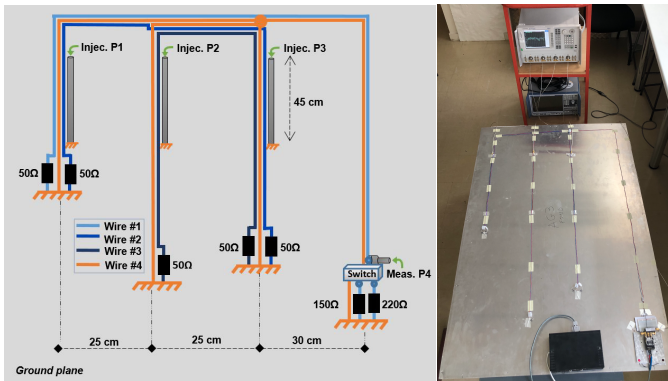 Injec. P1
Injec. P2
Injec. P3
45 cm
50Ω
50Ω
Wire #1
Wire #2
Wire #3
Wire #4
50Ω
50Ω
50Ω
Switch
Meas. P4
150Ω
220Ω
25 cm
25 cm
30 cm
Ground plane